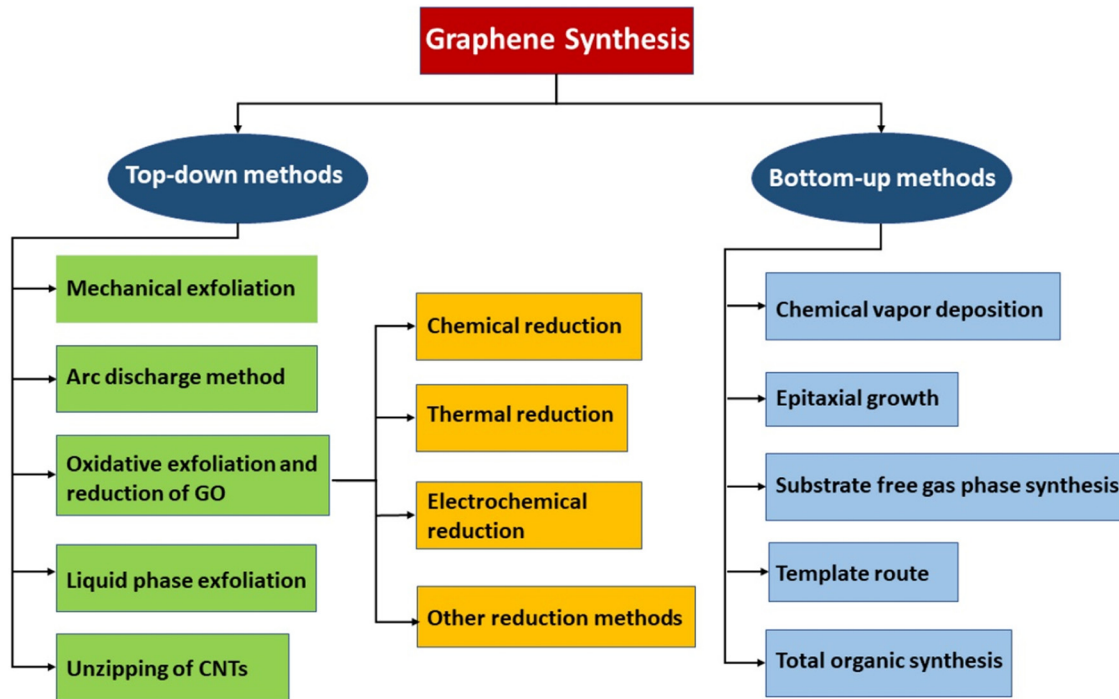 Graphene Synthesis
Top-down methods
Bottom-up methods
Mechanical exfoliation
Arc discharge method
Oxidative exfoliation and
reduction of GO
Liquid phase exfoliation
Unzipping of CNTs
Chemical reduction
Thermal reduction
Electrochemical
reduction
Other reduction methods
Chemical vapor deposition
Epitaxial growth
Substrate free gas phase synthesis
Template route
Total organic synthesis